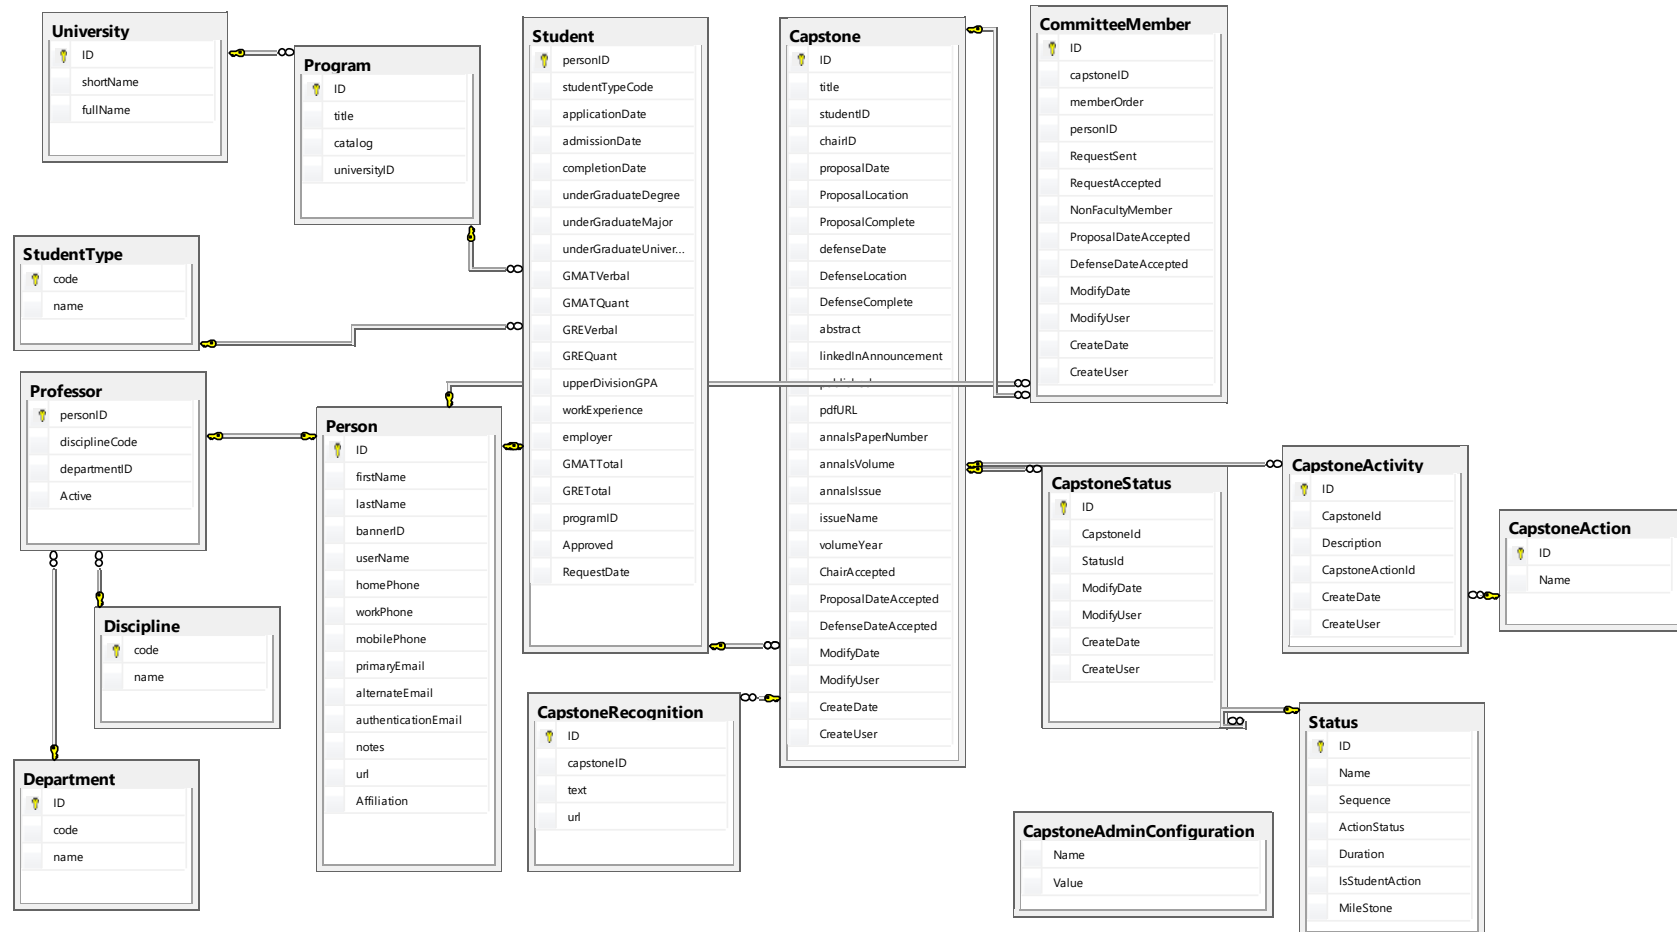 University
ID
shortName
fullName
Program
ID
title
catalog
universityID
StudentType
code
name
Professor
personID
disciplineCode
departmentID
Active
Discipline
code
name
Department
ID
code
name
Person
ID
firstName
lastName
bannerID
userName
homePhone
workPhone
mobilePhone
primaryEmail
alternateEmail
authenticationEmail
notes
url
Affiliation
Student
personID
studentTypeCode
applicationDate
admissionDate
completionDate
underGraduateDegree
underGraduateMajor
underGraduateUniver...
GMATVerbal
GMATQuant
GREVerbal
GREQuant
upperDivisionGPA
workExperience
employer
GMATTotal
GRETotal
programID
Approved
RequestDate
CapstoneRecognition
ID
capstoneID
text
url
Capstone
ID
title
studentID
chairID
proposalDate
ProposalLocation
ProposalComplete
defenseDate
DefenseLocation
DefenseComplete
abstract
linkedInAnnouncement
pdfURL
annalsPaperNumber
annalsVolume
annalsIssue
issueName
volumeYear
ChairAccepted
ProposalDateAccepted
DefenseDateAccepted
ModifyDate
ModifyUser
CreateDate
CreateUser
CommitteeMember
ID
capstoneID
memberOrder
personID
RequestSent
RequestAccepted
NonFacultyMember
ProposalDateAccepted
DefenseDateAccepted
ModifyDate
ModifyUser
CreateDate
CreateUser
CapstoneStatus
ID
CapstoneId
StatusId
ModifyDate
ModifyUser
CreateDate
CreateUser
CapstoneActivity
ID
CapstoneId
Description
CapstoneActionId
CreateDate
CreateUser
CapstoneAction
ID
Name
Status
ID
Name
Sequence
ActionStatus
Duration
IsStudentAction
MileStone
CapstoneAdminConfiguration
Name
Value